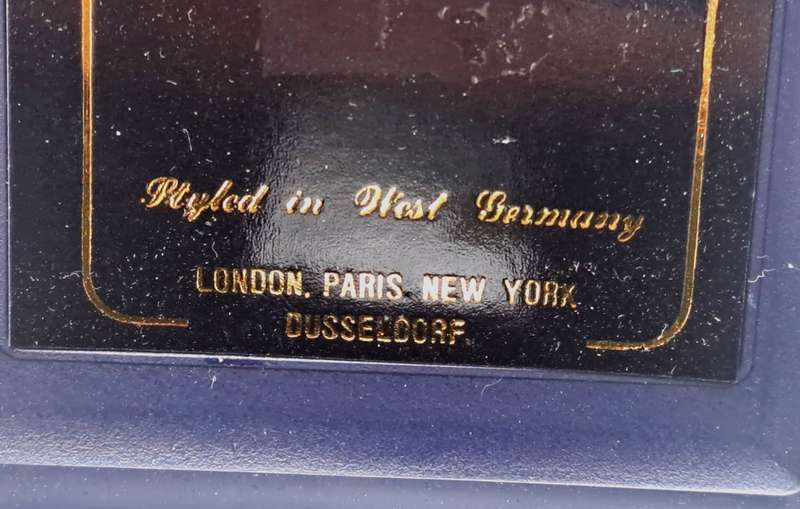 Styled in West Germany
LONDON. PARIS. NEW YORK
DUSSELDORF.